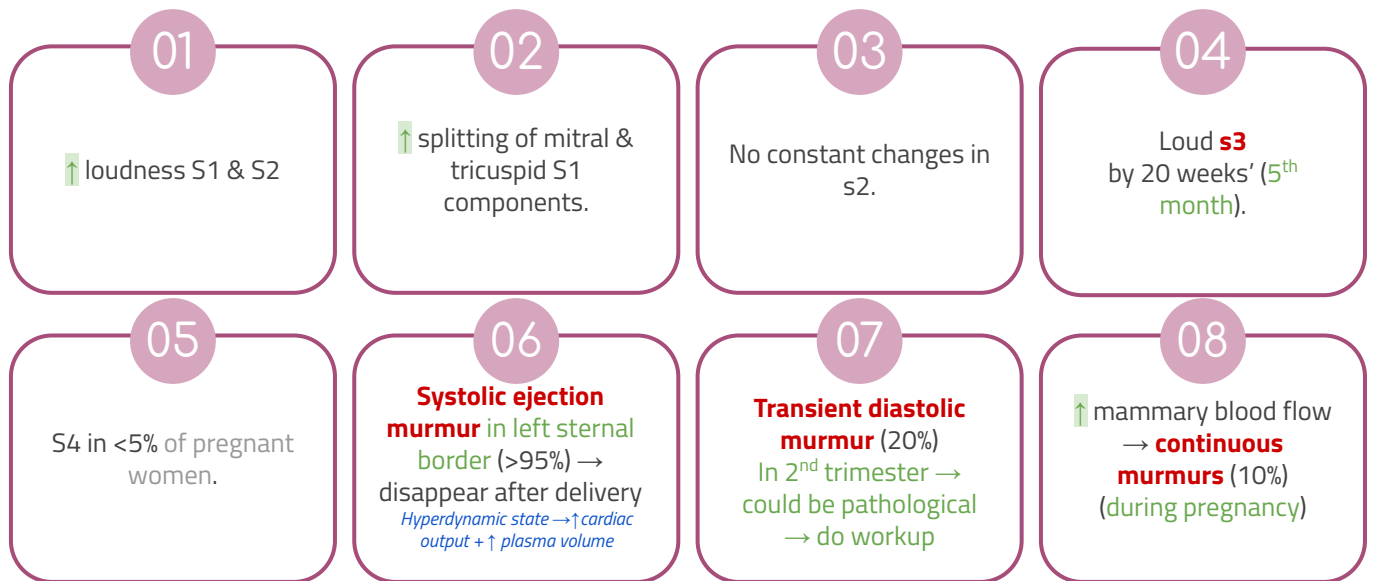 01
↑ loudness S1 & S2
02
↑ splitting of mitral &
tricuspid S1
components.
03
No constant changes in
s2.
04
Loud s3
by 20 weeks’ (5th
month).
05
S4 in <5% of pregnant
women.
06
Systolic ejection
murmur in left sternal
border (>95%) →
disappear after delivery
Hyperdynamic state →↑cardiac
output + ↑ plasma volume
07
Transient diastolic
murmur (20%)
In 2nd trimester →
could be pathological
→ do workup
08
↑ mammary blood flow
→ continuous
murmurs (10%)
(during pregnancy)